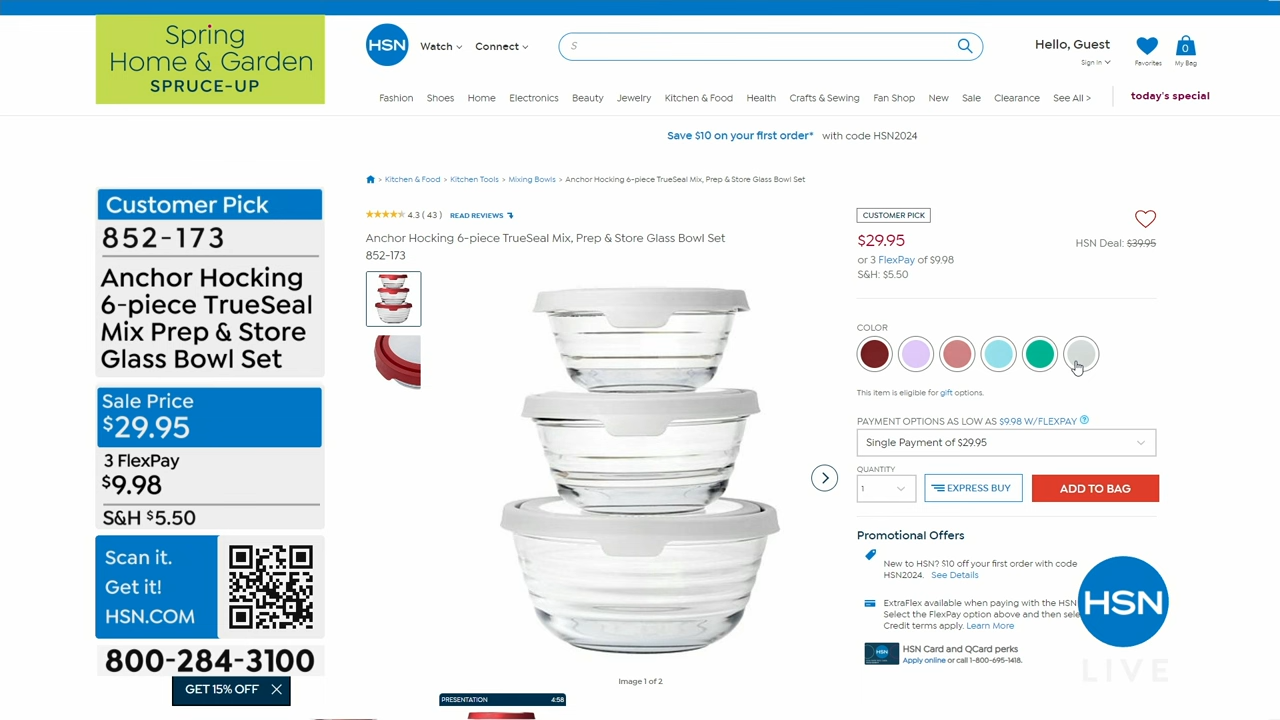 Spring
Home & Garden
SPRUCE-UP
HSN
Watch
Connect
S
Hello, Guest
Sign In
Favorites
0
My Bag
Fashion Shoes Home Electronics Beauty Jewelry Kitchen & Food Health Crafts & Sewing Fan Shop New Sale Clearance See All > today's special
Save $10 on your first order* with code HSN2024
> Kitchen & Food > Kitchen Tools > Mixing Bowls > Anchor Hocking 6-piece TrueSeal Mix, Prep & Store Glass Bowl Set
Customer Pick
852-173
Anchor Hocking
6-piece TrueSeal
Mix Prep & Store
Glass Bowl Set
Sale Price
$29.95
3 FlexPay
$9.98
S&H $5.50
Scan it.
Get it!
HSN.COM
800-284-3100
GET 15% OFF
4.3 ( 43 ) READ REVIEWS
Anchor Hocking 6-piece TrueSeal Mix, Prep & Store Glass Bowl Set
852-173
Image 1 of 2
PRESENTATION 4:58
CUSTOMER PICK
$29.95
HSN Deal: $39.95
or 3 FlexPay of $9.98
S&H: $5.50
COLOR
This item is eligible for gift options.
PAYMENT OPTIONS AS LOW AS $9.98 W/FLEXPAY
Single Payment of $29.95
QUANTITY
1
EXPRESS BUY
ADD TO BAG
Promotional Offers
New to HSN? $10 off your first order with code
HSN2024. See Details
ExtraFlex available when paying with the HSN
Select the FlexPay option above and then sele
Credit terms apply. Learn More
HSN
HSN Card and QCard perks
Apply online or call 1-800-695-1418.
HSN
LIVE